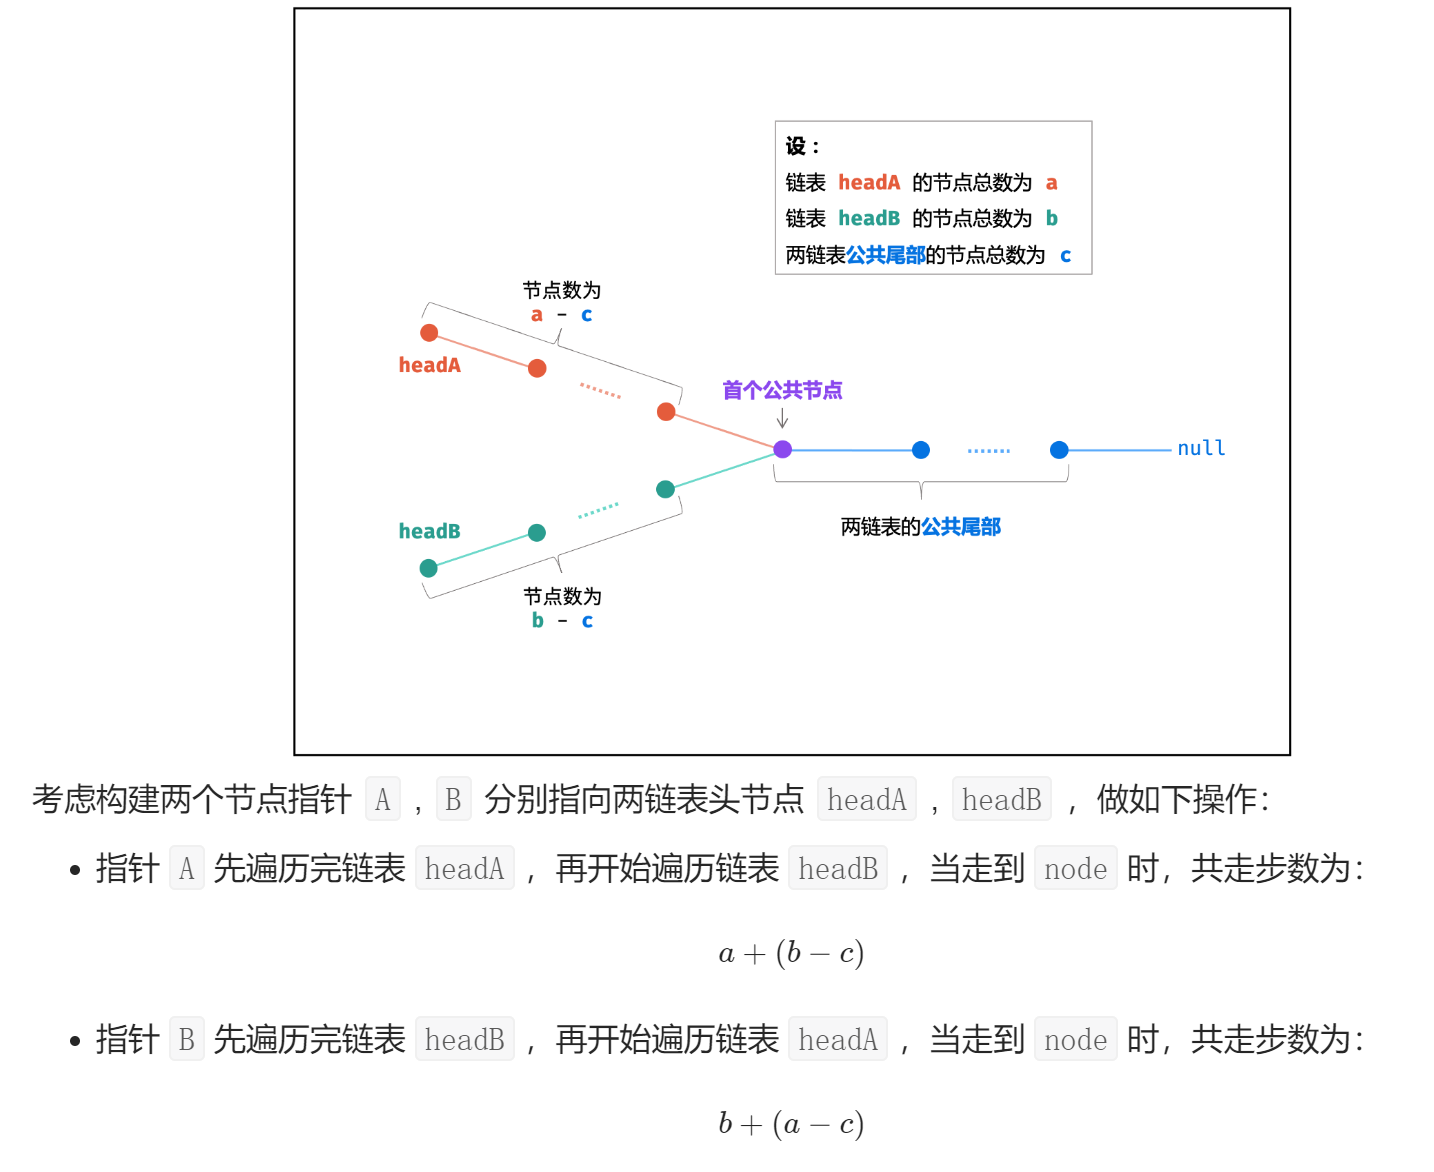 设：
链表 headA 的节点总数为 a
链表 headB 的节点总数为 b
两链表公共尾部的节点总数为 c
节点数为
a - c
headA
首个公共节点
null
两链表的公共尾部
headB
节点数为
b - c
考虑构建两个节点指针 A , B 分别指向两链表头节点 headA , headB ，做如下操作：
• 指针 A 先遍历完链表 headA ，再开始遍历链表 headB ，当走到 node 时，共走步数为：
a + (b − c)
• 指针 B 先遍历完链表 headB ，再开始遍历链表 headA ，当走到 node 时，共走步数为：
b + (a − c)